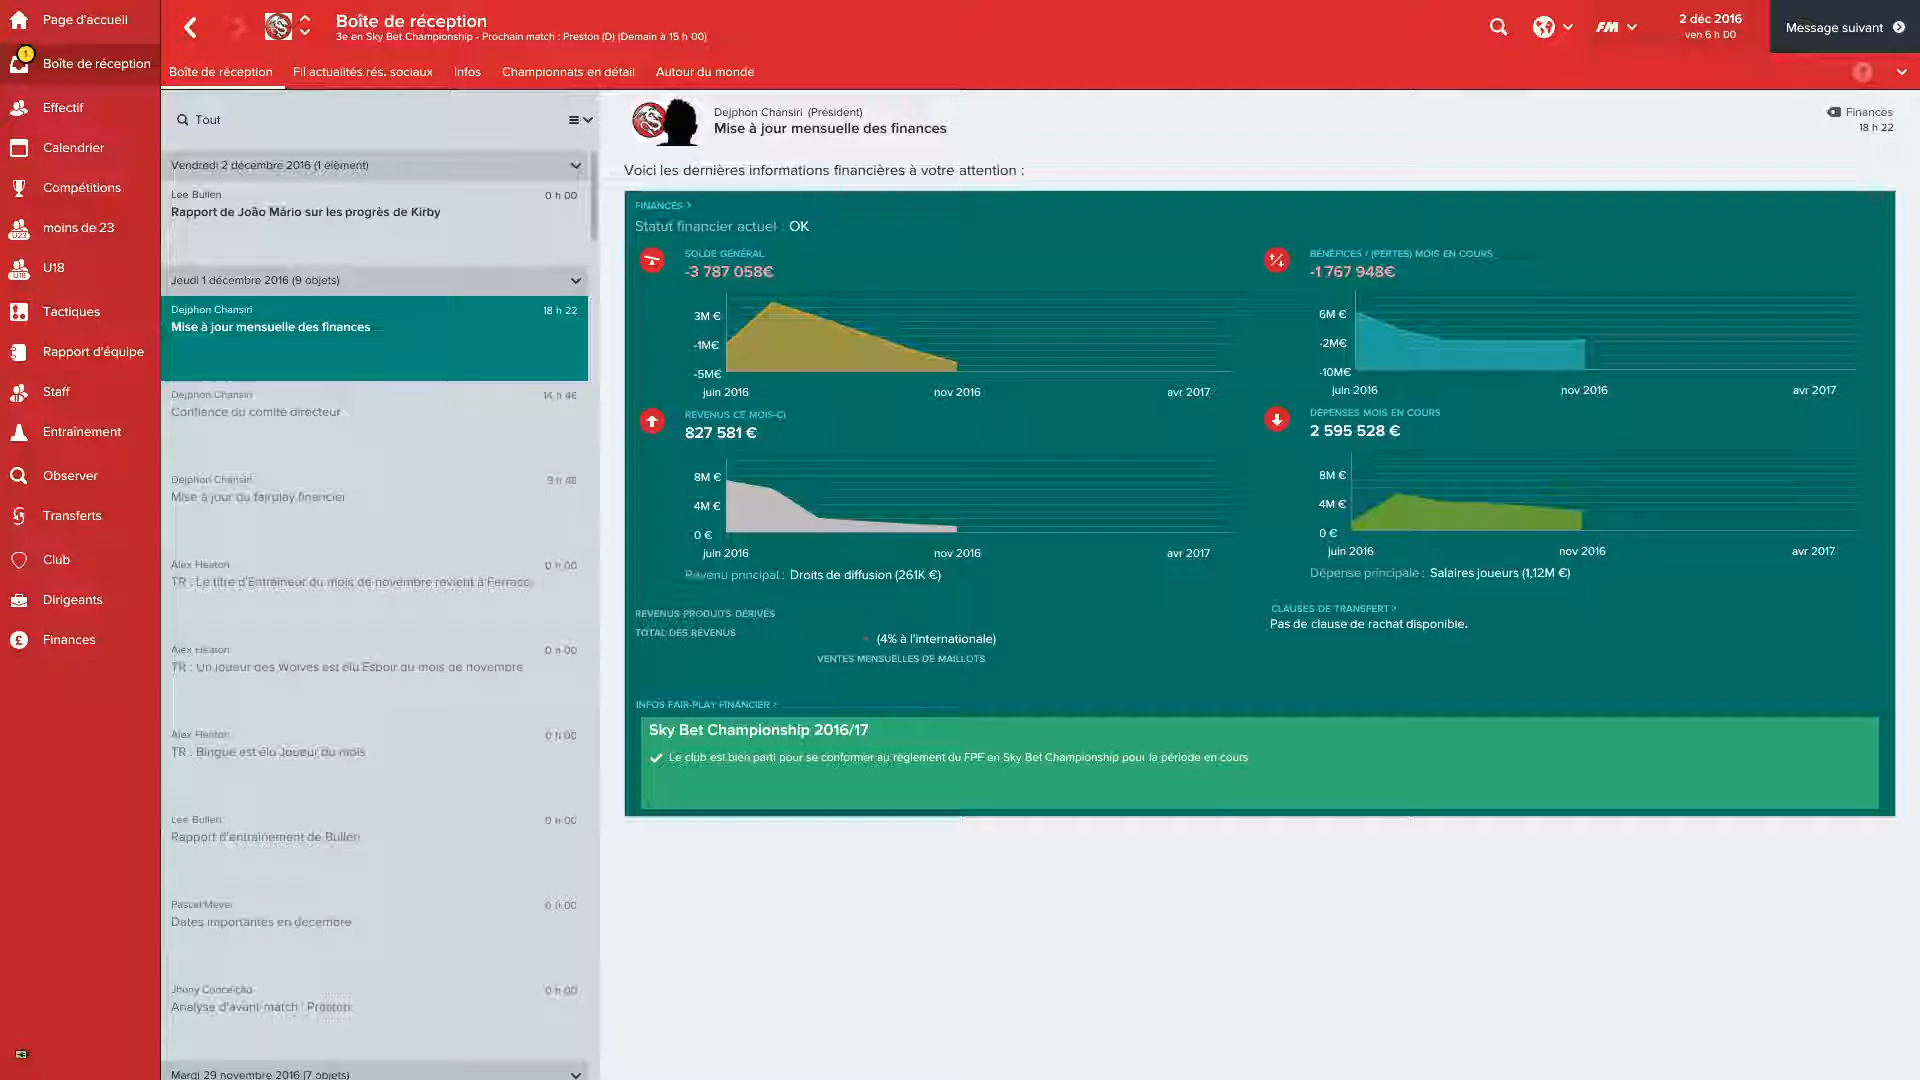 Page d'accueil
1
Boîte de réception
Effectif
Calendrier
Compétitions
moins de 23
U18
Tactiques
Rapport d'équipe
Staff
Entraînement
Observer
Transferts
Club
Dirigeants
Finances
Boîte de réception
3e en Sky Bet Championship - Prochain match : Preston (D) (Demain à 15 h 00)
FM
2 déc 2016
ven 6 h 00
Message suivant
Boîte de réception Fil actualités rés. sociaux Infos Championnats en détail Autour du monde
Tout
Vendredi 2 décembre 2016 (1 élément)
Lee Bullen 0 h 00
Rapport de João Mário sur les progrès de Kirby
Jeudi 1 décembre 2016 (9 objets)
Dejphon Chansiri 18 h 22
Mise à jour mensuelle des finances
Dejphon Chansiri 14 h 46
Confiance du comité directeur
Dejphon Chansiri 9 h 48
Mise à jour du fairplay financier
Alex Heaton 0 h 00
TR : Le titre d'Entraîneur du mois de novembre revient à
Alex Heaton 0 h 00
TR : Un joueur des Wolves est élu Espoir du mois de novembre
Alex Heaton 0 h 00
TR : Bingue est élu Joueur du mois
Lee Bullen 0 h 00
Rapport d'entraînement de Bullen
Pascal Meyer 0 h 00
Dates importantes en décembre
Jhony Conceição 0 h 00
Analyse d'avant-match : Preston
Mardi 29 novembre 2016 (7 objets)
Dejphon Chansiri (Président)
Mise à jour mensuelle des finances
Finances
18 h 22
Voici les dernières informations financières à votre attention :
FINANCES >
Statut financier actuel : OK
SOLDE GÉNÉRAL
-3 787 058€
3M €
-1M€
-5M€
juin 2016 nov 2016 avr 2017
BÉNÉFICES / (PERTES) MOIS EN COURS
-1 767 948€
6M €
-2M€
-10M€
juin 2016 nov 2016 avr 2017
REVENUS CE MOIS-CI
827 581 €
8M €
4M €
0 €
juin 2016 nov 2016 avr 2017
Revenu principal : Droits de diffusion (261K €)
DÉPENSES MOIS EN COURS
2 595 528 €
8M €
4M €
0 €
juin 2016 nov 2016 avr 2017
Dépense principale : Salaires joueurs (1,12M €)
REVENUS PRODUITS DÉRIVÉS
TOTAL DES REVENUS
(4% à l'internationale)
VENTES MENSUELLES DE MAILLOTS
CLAUSES DE TRANSFERT >
Pas de clause de rachat disponible.
INFOS FAIR-PLAY FINANCIER >
Sky Bet Championship 2016/17
Le club est bien parti pour se conformer au règlement du FPF en Sky Bet Championship pour la période en cours